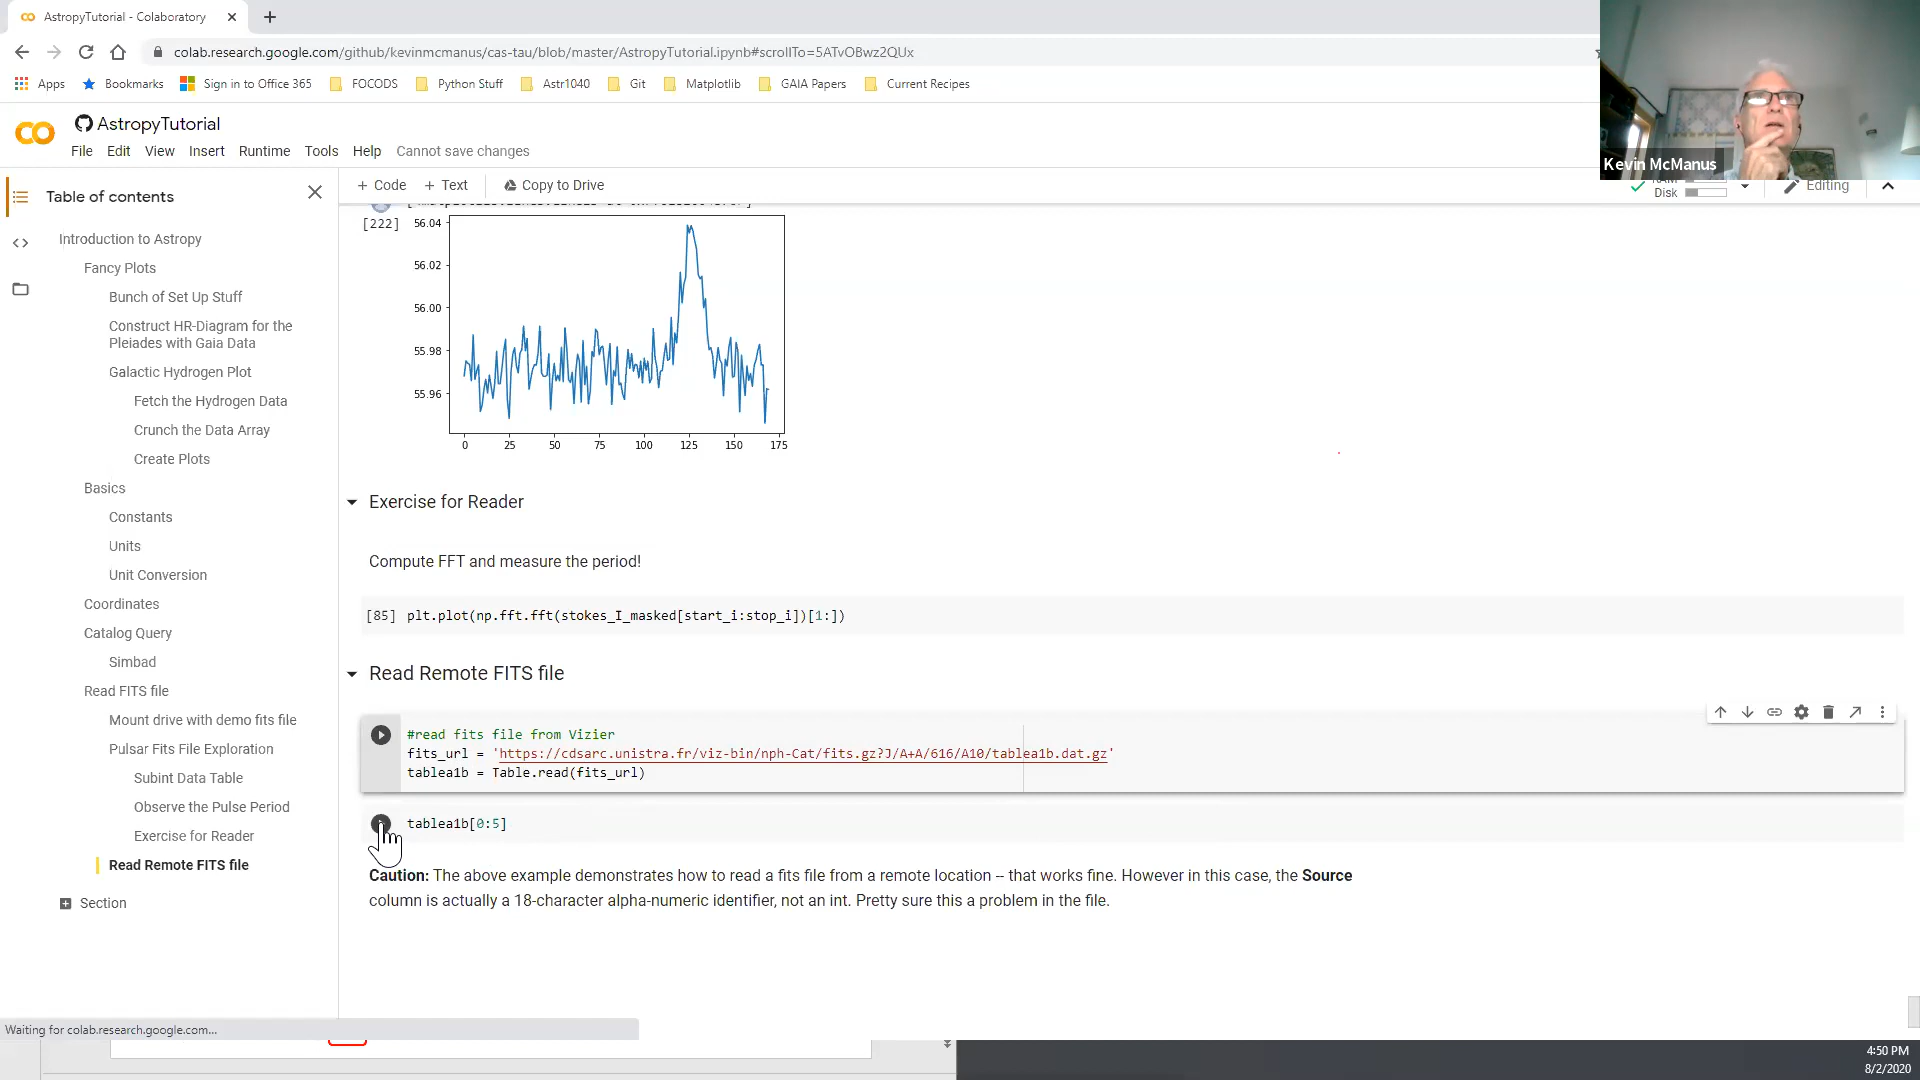 AstropyTutorial - Colaboratory
colab.research.google.com/github/kevinmcmanus/cas-tau/blob/master/AstropyTutorial.ipynb#scrollTo=5ATvOBwz2QUx
Apps Bookmarks Sign in to Office 365 FOCODS Python Stuff Astr1040 Git Matplotlib GAIA Papers Current Recipes
AstropyTutorial
File Edit View Insert Runtime Tools Help Cannot save changes
Kevin McManus
+ Code + Text Copy to Drive
Disk
Editing
Table of contents
Introduction to Astropy
Fancy Plots
Bunch of Set Up Stuff
Construct HR-Diagram for the
Pleiades with Gaia Data
Galactic Hydrogen Plot
Fetch the Hydrogen Data
Crunch the Data Array
Create Plots
Basics
Constants
Units
Unit Conversion
Coordinates
Catalog Query
Simbad
Read FITS file
Mount drive with demo fits file
Pulsar Fits File Exploration
Subint Data Table
Observe the Pulse Period
Exercise for Reader
Read Remote FITS file
Section
[222]
56.04
56.02
56.00
55.98
55.96
0 25 50 75 100 125 150 175
Exercise for Reader
Compute FFT and measure the period!
[85] plt.plot(np.fft.fft(stokes_I_masked[start_i:stop_i])[1:])
Read Remote FITS file
#read fits file from Vizier
fits_url = 'https://cdsarc.unistra.fr/viz-bin/nph-Cat/fits.gz?J/A+A/616/A10/tablea1b.dat.gz'
tablea1b = Table.read(fits_url)
tablea1b[0:5]
Caution: The above example demonstrates how to read a fits file from a remote location -- that works fine. However in this case, the Source
column is actually a 18-character alpha-numeric identifier, not an int. Pretty sure this a problem in the file.
Waiting for colab.research.google.com...
4:50 PM
8/2/2020